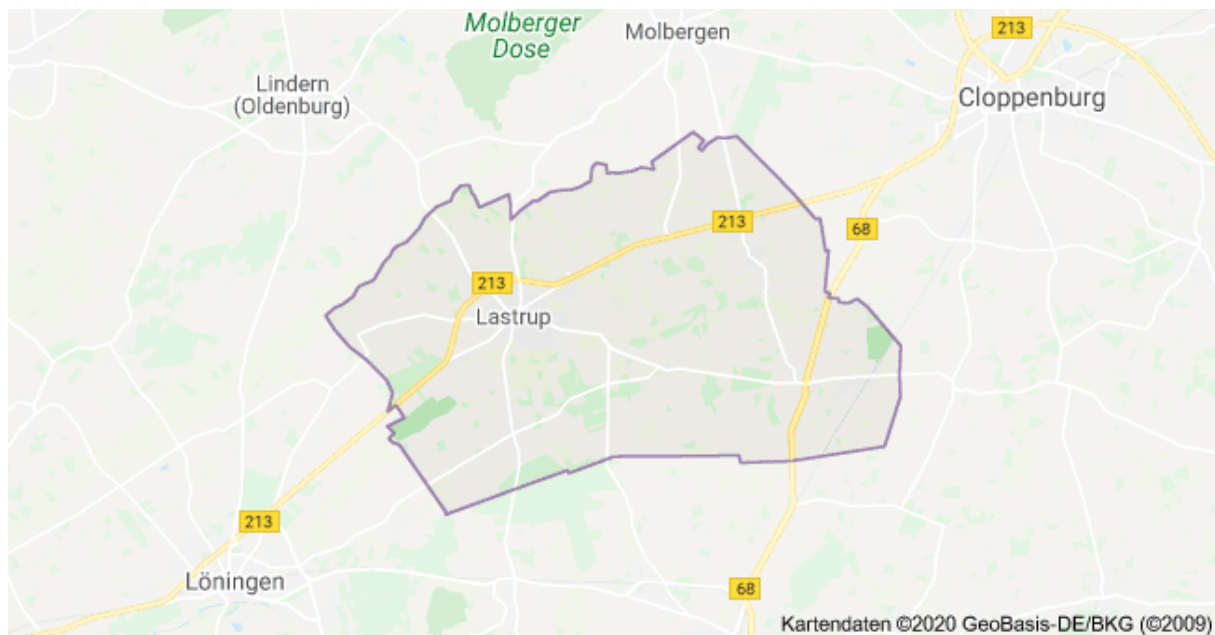 Molberger
Dose
Molbergen
213
Lindern
(Oldenburg)
Cloppenburg
213
68
213
Lastrup
213
Löningen
68
Kartendaten ©2020 GeoBasis-DE/BKG (©2009)